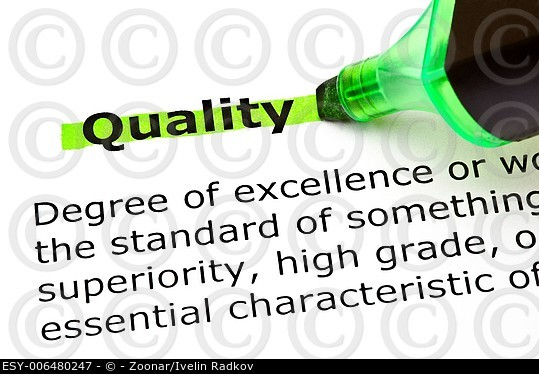 Quality
Degree of excellence or
the standard of something
superiority, high grade,
essential characteristic of
ESY-006480247 - © - Zoonar/Ivelin Radkov